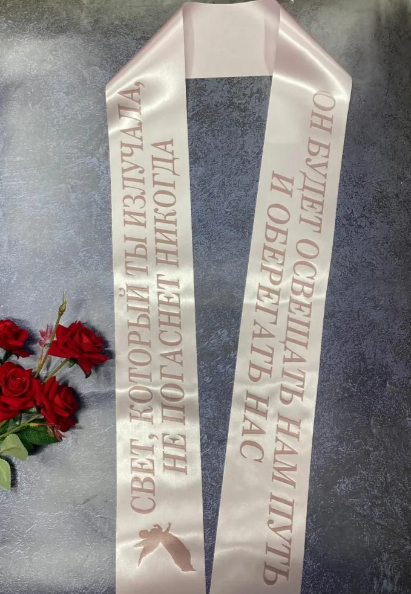 СВЕТ, КОТОРЫЙ ТЫ ИЗЛУЧАЛА,
НЕ ПОГАСНЕТ НИКОГДА
ОН БУДЕТ ОСВЕЩАТЬ НАМ ПУТЬ
И ОБЕРЕГАТЬ НАС